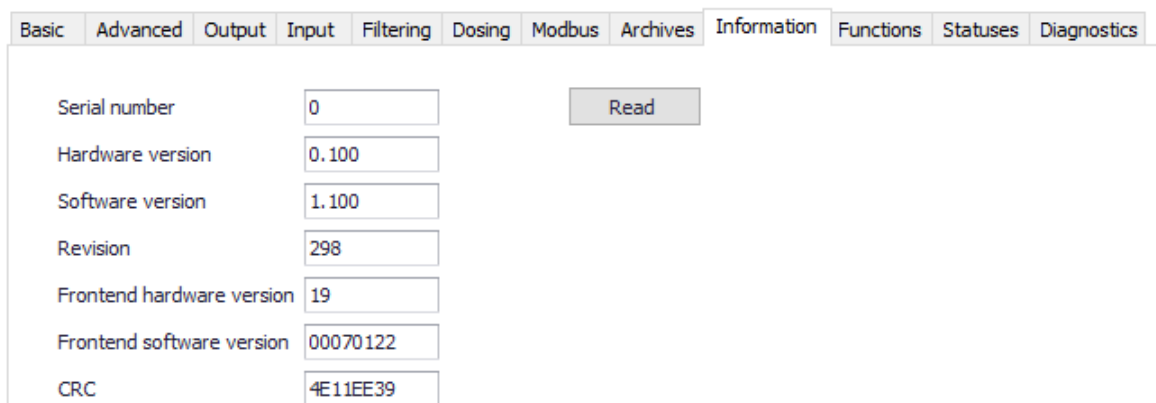 Basic Advanced Output Input Filtering Dosing Modbus Archives Information Functions Statuses Diagnostics
Serial number 0 Read
Hardware version 0.100
Software version 1.100
Revision 298
Frontend hardware version 19
Frontend software version 00070122
CRC 4E11EE39